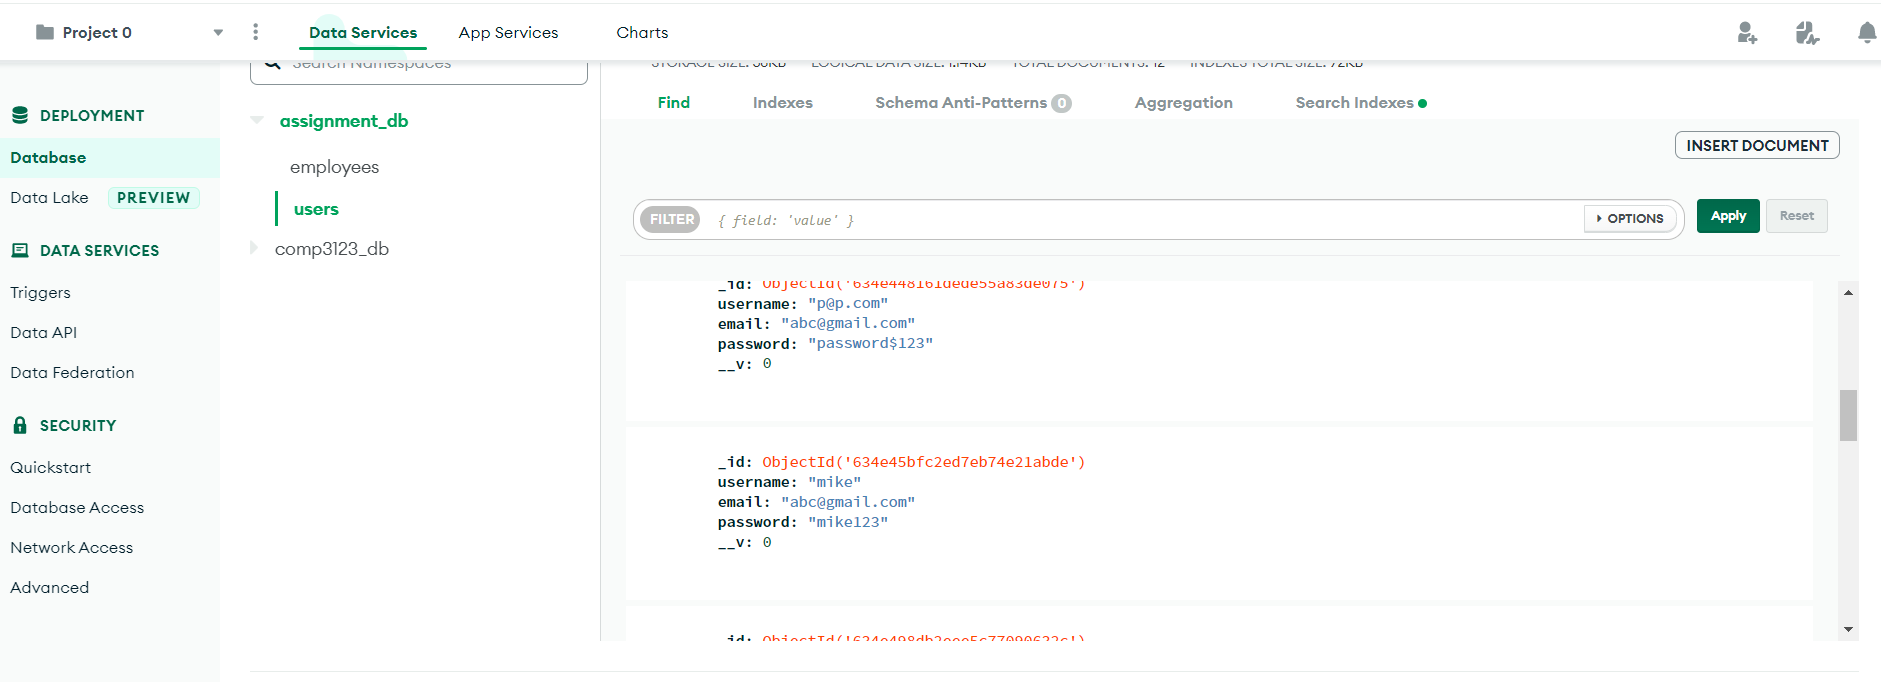 Project 0
Data Services
App Services
Charts
DEPLOYMENT
Database
Data Lake PREVIEW
DATA SERVICES
Triggers
Data API
Data Federation
SECURITY
Quickstart
Database Access
Network Access
Advanced
Search Namespaces
assignment_db
employees
users
comp3123_db
STORAGE SIZE: 36KB LOGICAL DATA SIZE: 1.14KB TOTAL DOCUMENTS: 12 INDEXES TOTAL SIZE: 72KB
Find Indexes Schema Anti-Patterns 0 Aggregation Search Indexes
INSERT DOCUMENT
FILTER { field: 'value' } OPTIONS Apply Reset
_id: ObjectId('634e448161dede55a83de075')
username: "p@p.com"
email: "abc@gmail.com"
password: "password$123"
__v: 0
_id: ObjectId('634e45bfc2ed7eb74e21abde')
username: "mike"
email: "abc@gmail.com"
password: "mike123"
__v: 0
_id: